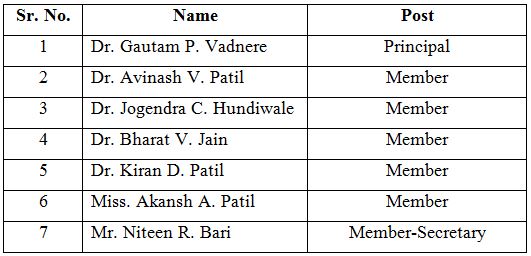 Sr. No. Name Post
1 Dr. Gautam P. Vadnere Principal
2 Dr. Avinash V. Patil Member
3 Dr. Jogendra C. Hundiwale Member
4 Dr. Bharat V. Jain Member
5 Dr. Kiran D. Patil Member
6 Miss. Akansh A. Patil Member
7 Mr. Niteen R. Bari Member-Secretary